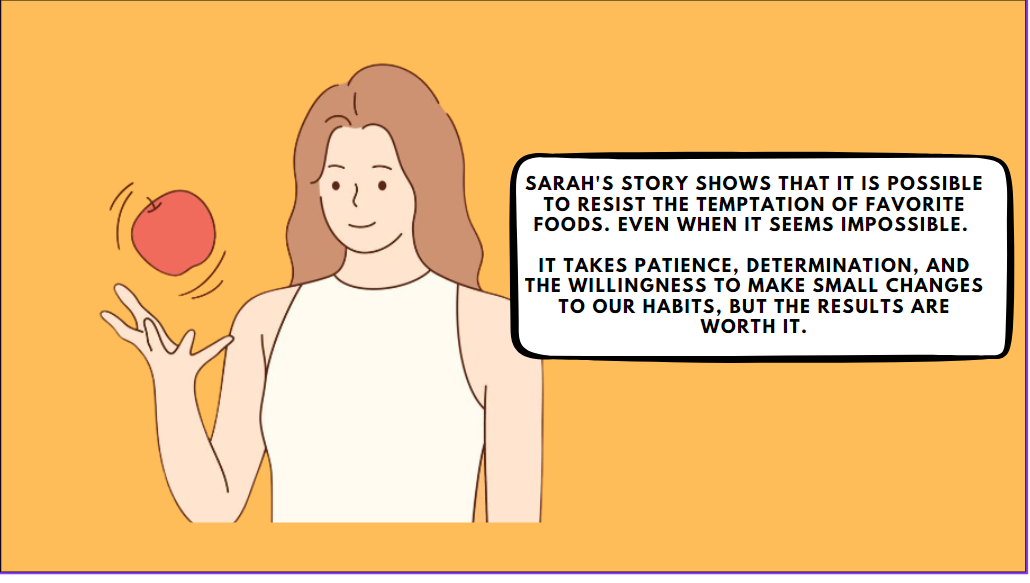 SARAH'S STORY SHOWS THAT IT IS POSSIBLE
TO RESIST THE TEMPTATION OF FAVORITE
FOODS. EVEN WHEN IT SEEMS IMPOSSIBLE.
IT TAKES PATIENCE, DETERMINATION, AND
THE WILLINGNESS TO MAKE SMALL CHANGES
TO OUR HABITS, BUT THE RESULTS ARE
WORTH IT.